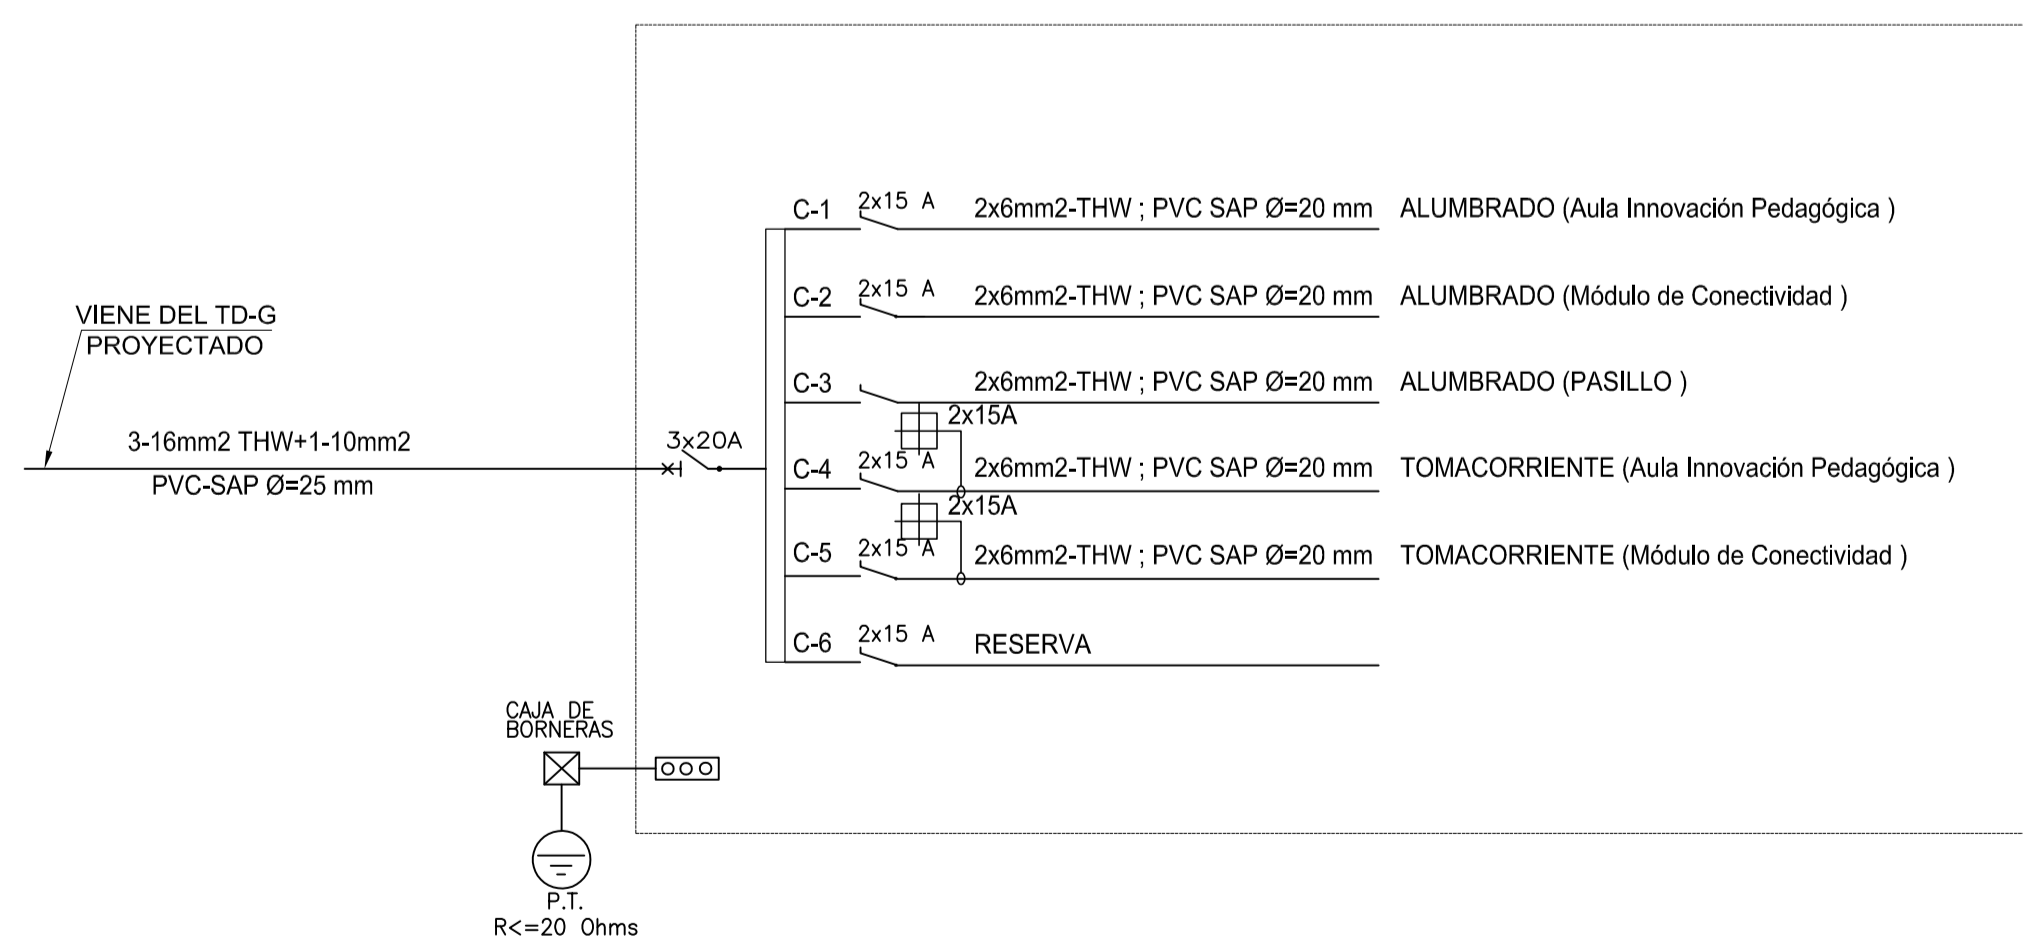 C-1 2x15 A 2x6mm2-THW ; PVC SAP Ø=20 mm ALUMBRADO (Aula Innovación Pedagógica )
C-2 2x15 A 2x6mm2-THW ; PVC SAP Ø=20 mm ALUMBRADO (Módulo de Conectividad )
VIENE DEL TD-G
PROYECTADO
C-3 2x6mm2-THW ; PVC SAP Ø=20 mm ALUMBRADO (PASILLO )
2x15A
3-16mm2 THW+1-10mm2
PVC-SAP Ø=25 mm
3x20A
C-4 2x15 A 2x6mm2-THW ; PVC SAP Ø=20 mm TOMACORRIENTE (Aula Innovación Pedagógica )
2x15A
C-5 2x15 A 2x6mm2-THW ; PVC SAP Ø=20 mm TOMACORRIENTE (Módulo de Conectividad )
C-6 2x15 A RESERVA
CAJA DE
BORNERAS
P.T.
R<=20 Ohms